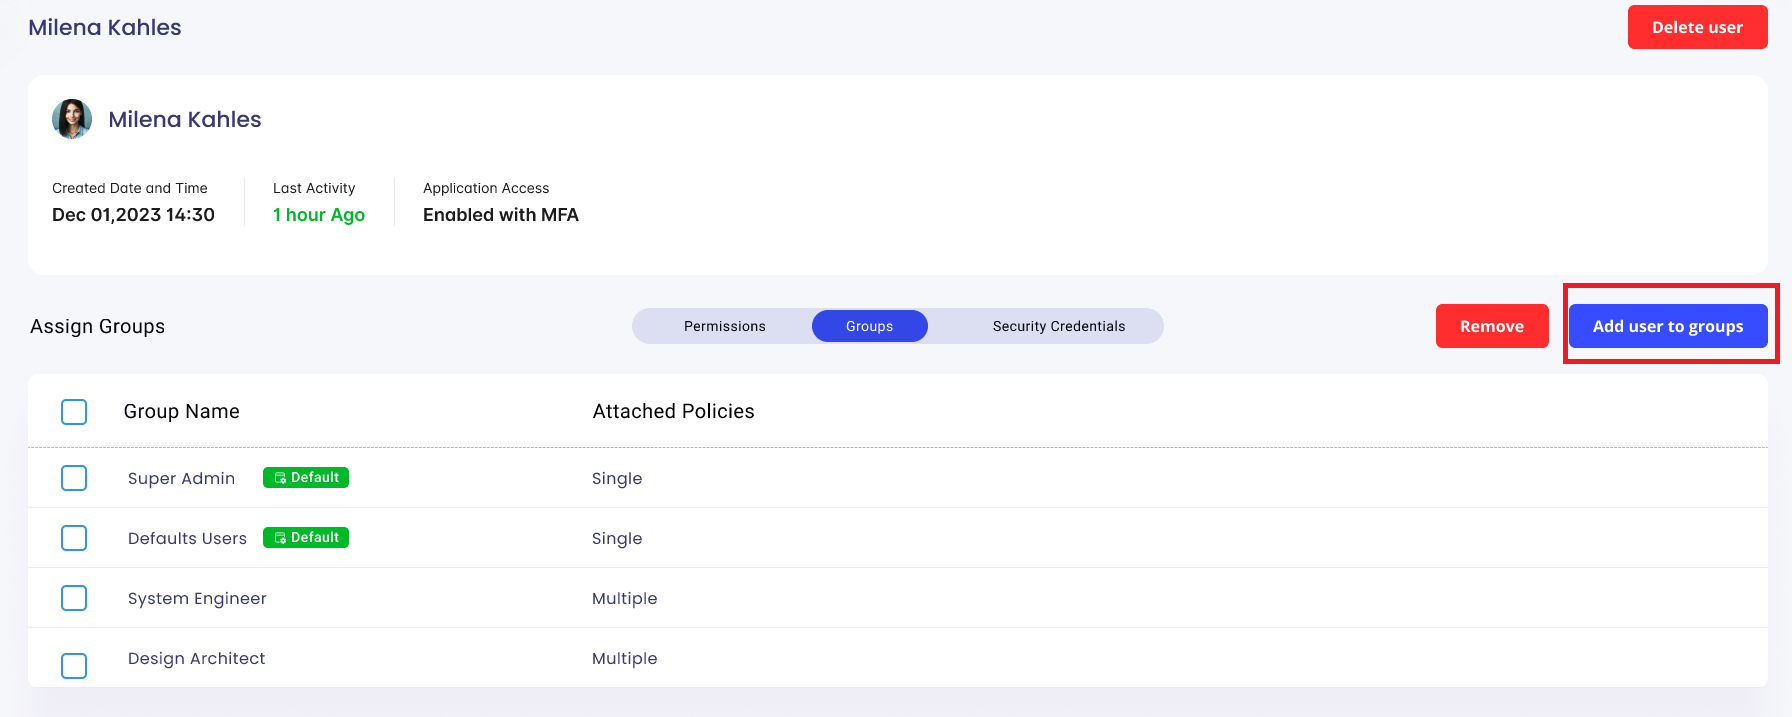 Milena Kahles
Delete user
Milena Kahles
Created Date and Time
Dec 01,2023 14:30
Last Activity
1 hour Ago
Application Access
Enabled with MFA
Assign Groups
Permissions
Groups
Security Credentials
Remove
Add user to groups
Group Name Attached Policies
Super Admin Default Single
Defaults Users Default Single
System Engineer Multiple
Design Architect Multiple